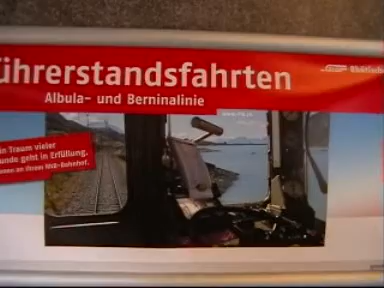 ührerstandsfahrten
Albula- und Berninalinie
n Traum vieler
unde geht in Erfüllung.